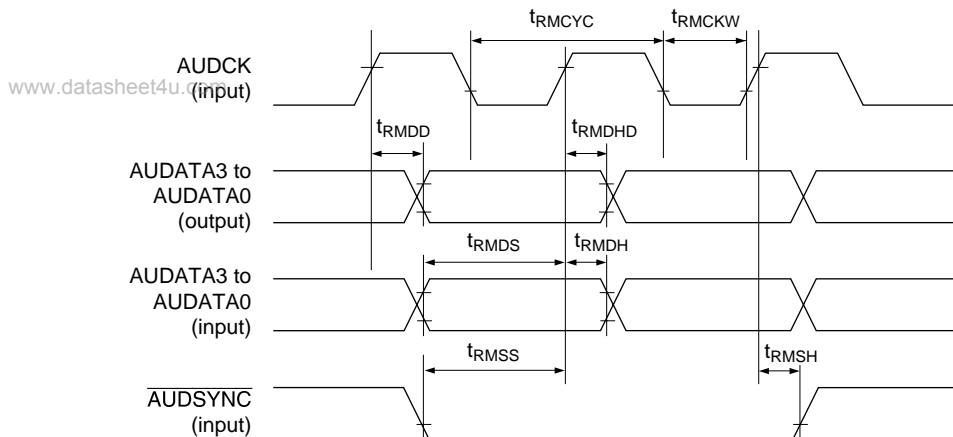 tRMCYC
tRMCKW
AUDCK
(input)
www.datasheet4u.com
tRMDD
tRMDHD
AUDATA3 to
AUDATA0
(output)
tRMDS
tRMDH
AUDATA3 to
AUDATA0
(input)
tRMSS
tRMSH
AUDSYNC
(input)